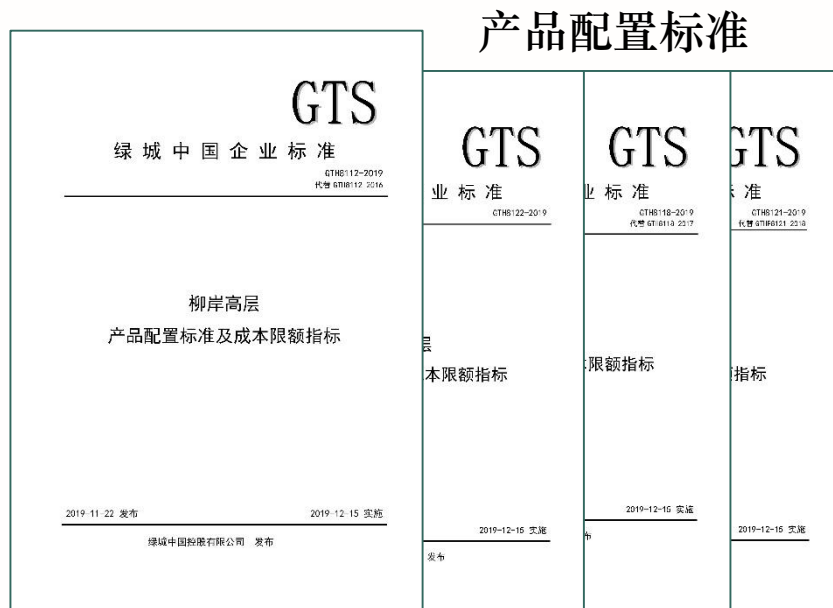 产品配置标准
GTS
绿城中国企业标准
GTH8112-2019
代替 GTH8112-2016
柳岸高层
产品配置标准及成本限额指标
2019-11-22 发布
2019-12-15 实施
绿城中国控股有限公司 发布
GTS
业标准
GTH8122-2019
层
本限额指标
2019-12-15 实施
发布
GTS
业标准
GTH8118-2019
代替 GTH8118-2017
限额指标
2019-12-15 实施
布
GTS
准
GTH8121-2019
指标
2019-12-15 实施